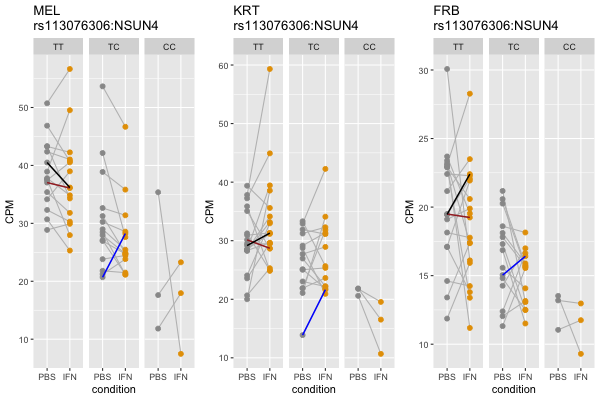 MEL
rs113076306:NSUN4
TT TC CC
CPM
50
40
30
20
10
PBS IFN PBS IFN PBS IFN
condition
KRT
rs113076306:NSUN4
TT TC CC
CPM
60
50
40
30
20
10
PBS IFN PBS IFN PBS IFN
condition
FRB
rs113076306:NSUN4
TT TC CC
CPM
30
25
20
15
10
PBS IFN PBS IFN PBS IFN
condition